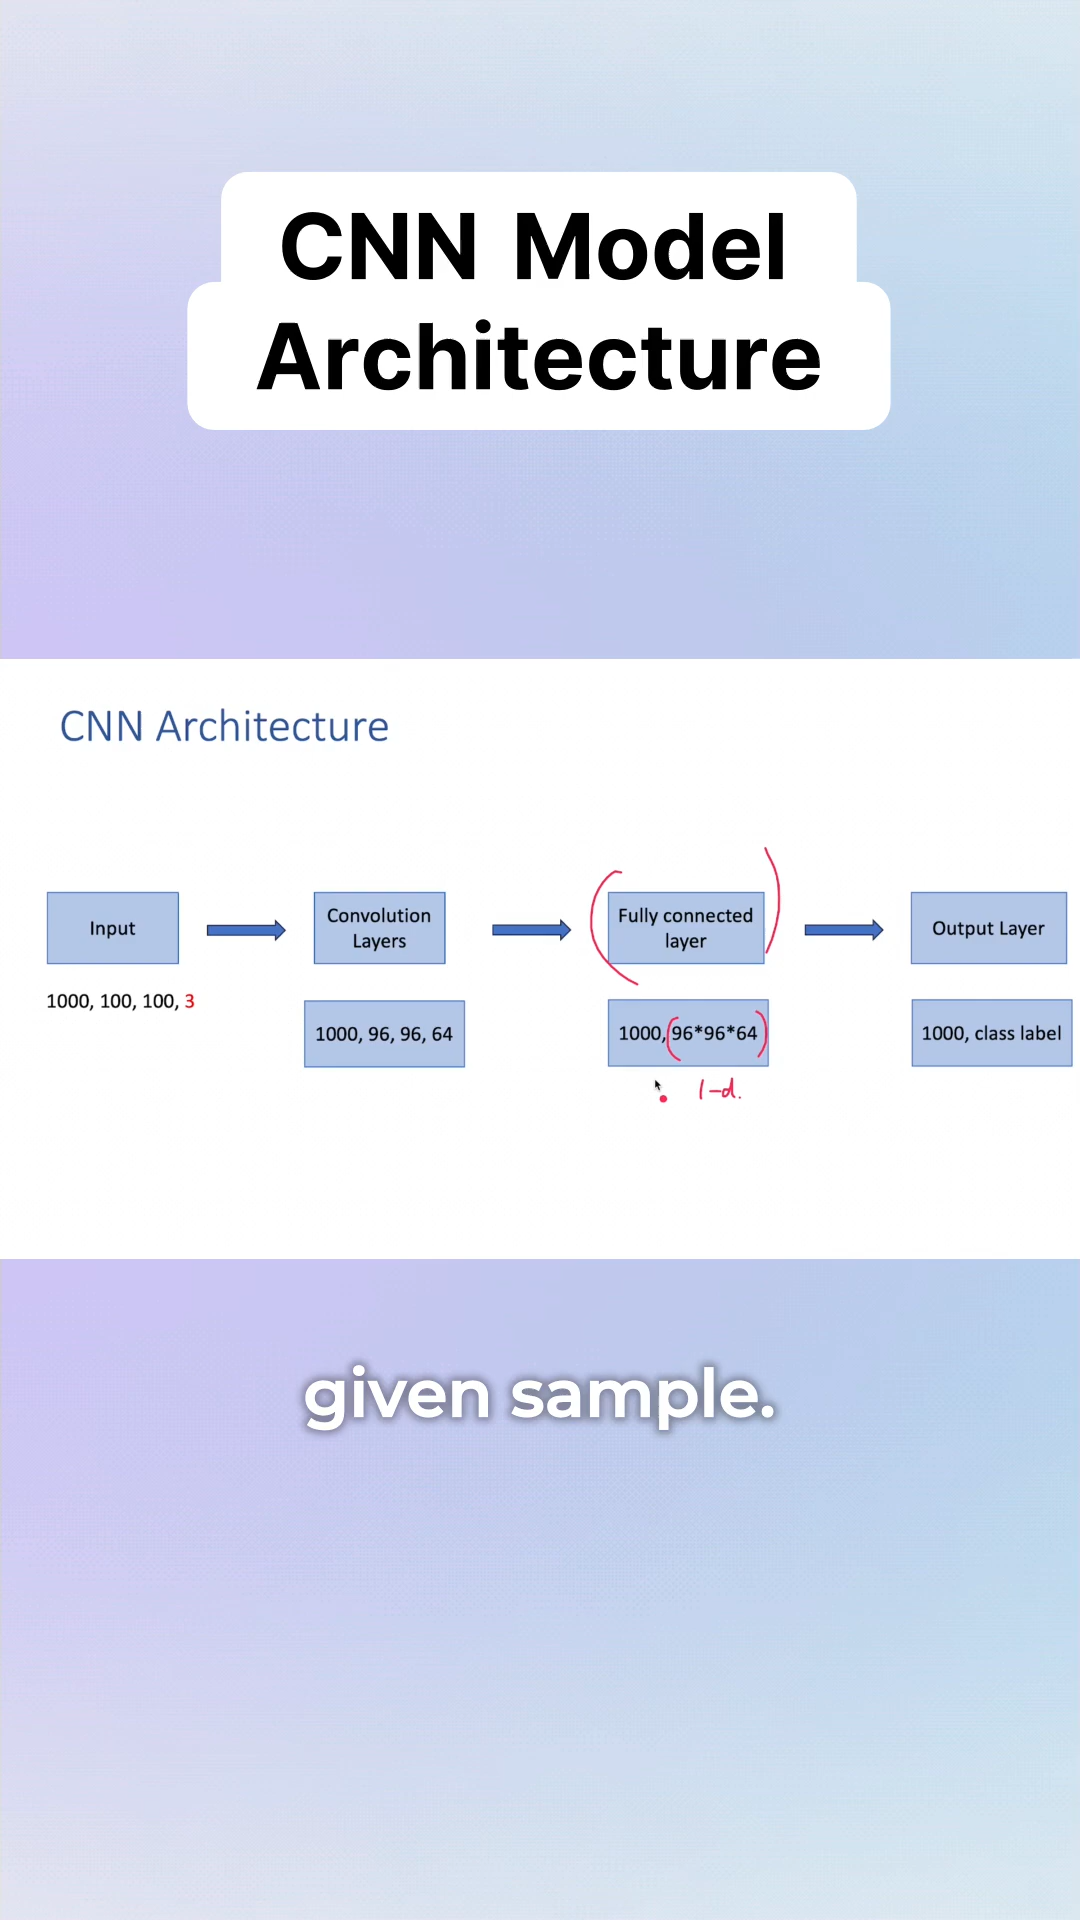 CNN Model
Architecture
CNN Architecture
Input
Convolution
Layers
Fully connected
layer
Output Layer
1000, 100, 100, 3
1000, 96, 96, 64
1000, 96*96*64
1000, class label
1-d.
given sample.